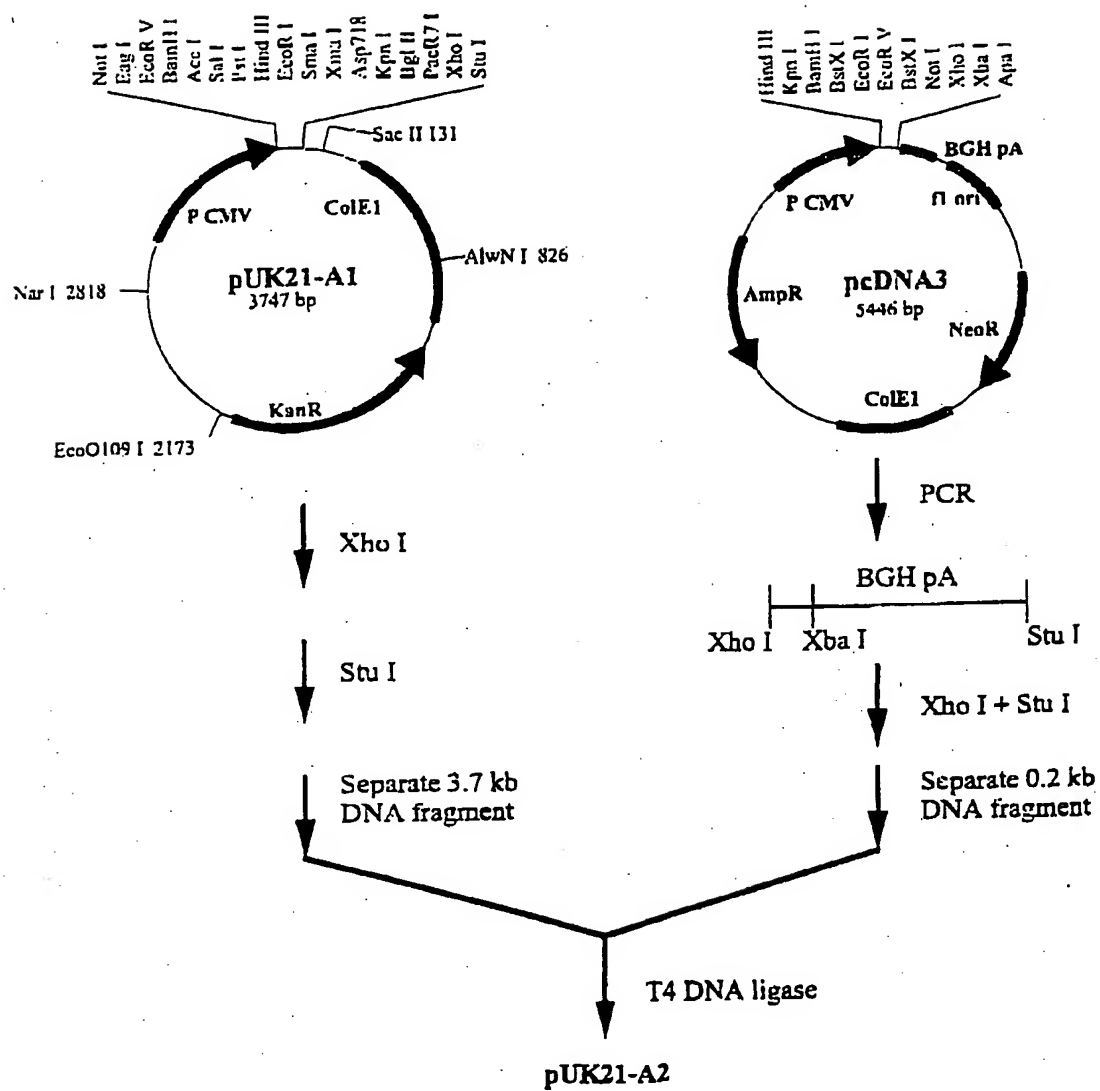 Not I
Eag I
EcoR V
BamH I
Acc I
Sal I
Pst I
Hind III
EcoR I
Sma I
Xma I
Asp718
Kpn I
Bgl II
PaeR7 I
Xho I
Stu I
Sac II 131
P CMV
ColE1
AlwN I 826
pUK21-A1
3747 bp
Nar I 2818
KanR
EcoO109 I 2173
Hind III
Kpn I
BamH I
BstX I
EcoR I
EcoR V
BstX I
Not I
Xho I
Xba I
Apa I
BGH pA
P CMV
f1 ori
AmpR
pcDNA3
5446 bp
NeoR
ColE1
Xho I
Stu I
Separate 3.7 kb
DNA fragment
PCR
BGH pA
Xho I
Xba I
Stu I
Xho I + Stu I
Separate 0.2 kb
DNA fragment
T4 DNA ligase
pUK21-A2